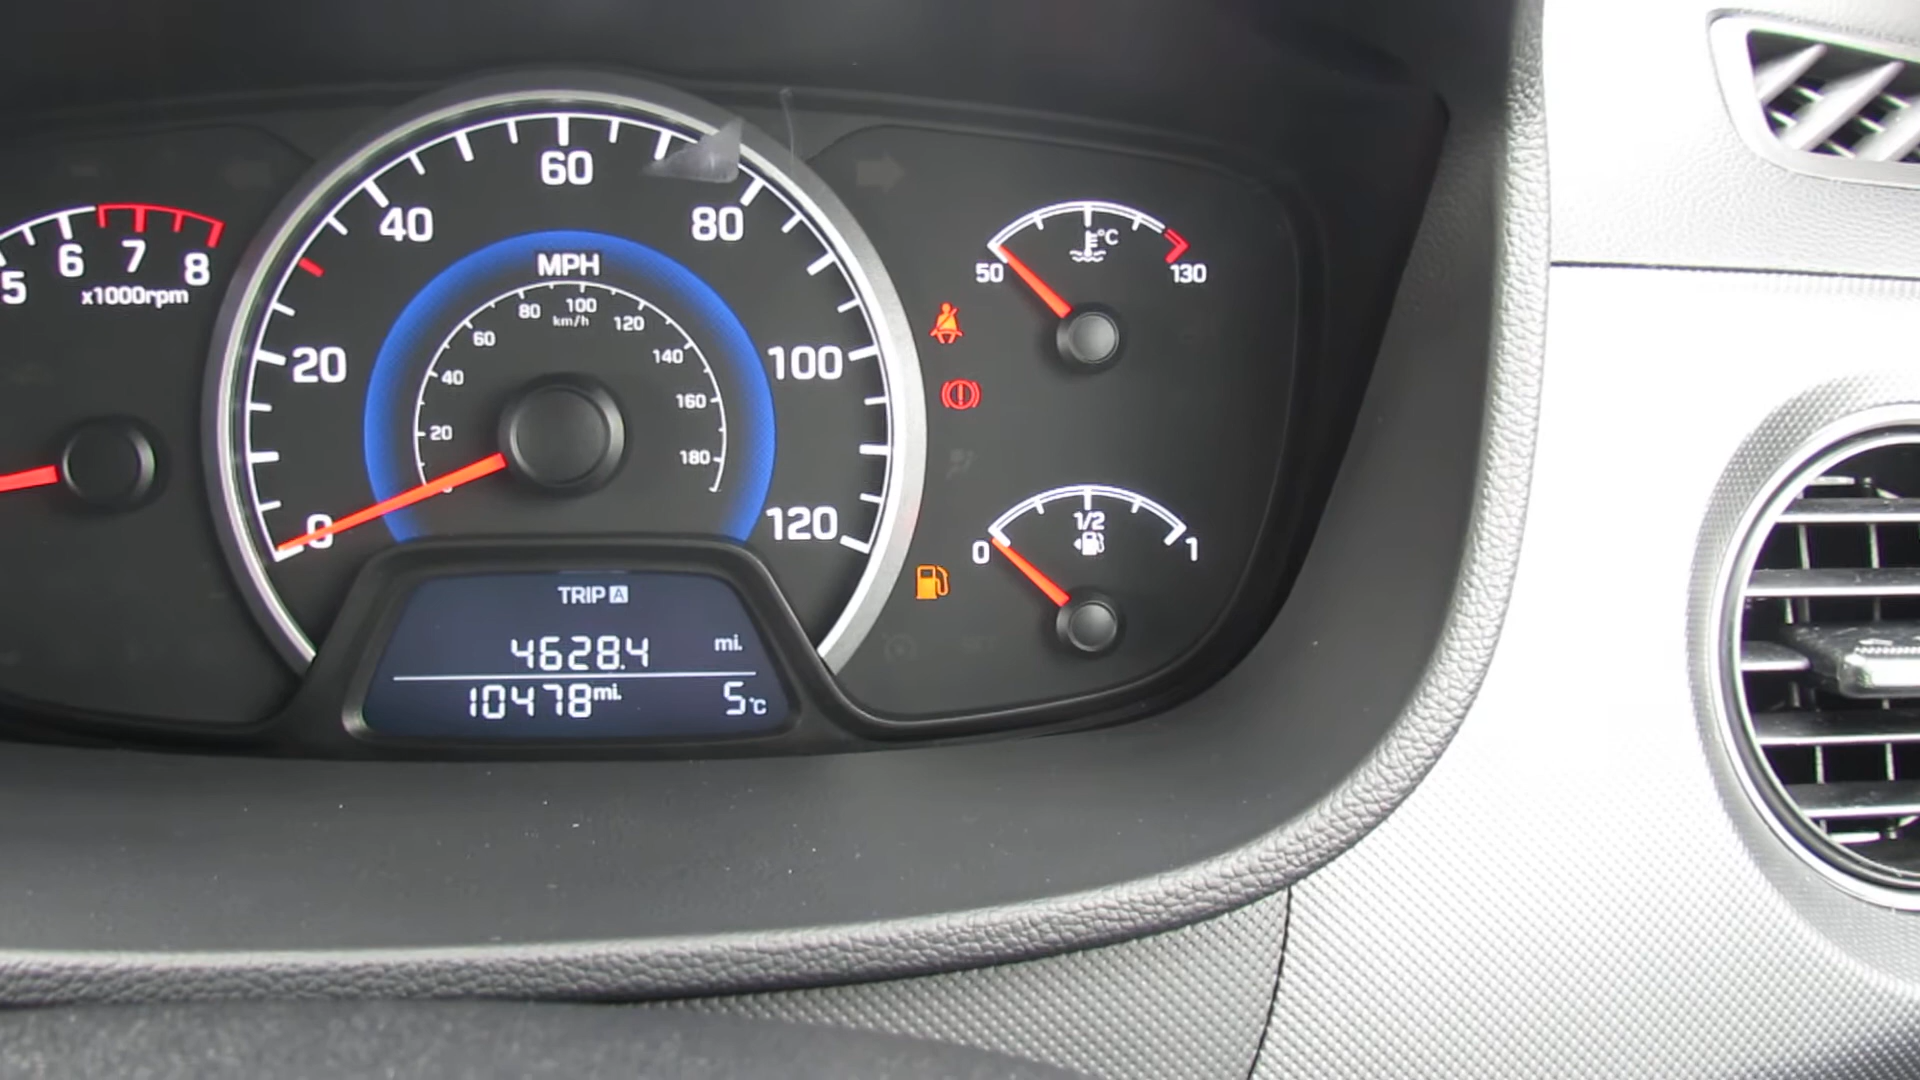 5 6 7 8
x1000rpm
0 20 40 60 80 100 120
MPH
0 20 40 60 80 100 120 140 160 180
km/h
50 °C 130
0 1/2 1
TRIP A
4628.4 mi.
10478 mi. 5°C